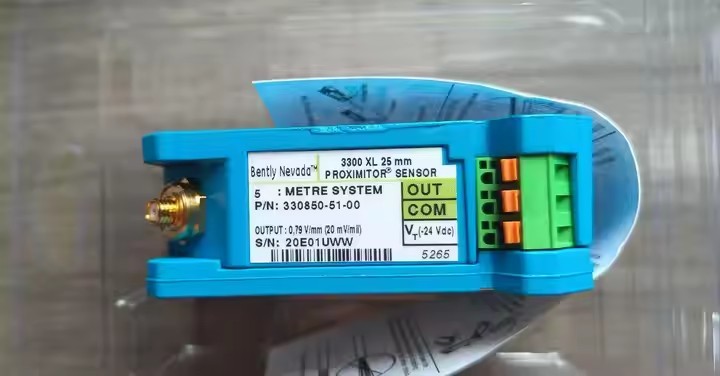 Bently Nevada™
3300 XL 25 mm
PROXIMITOR® SENSOR
5 : METRE SYSTEM
P/N: 330850-51-00
OUTPUT : 0,79 V/mm (20 mV/mil)
S/N: 20E01UWW
OUT
COM
VT(-24 Vdc)
5265